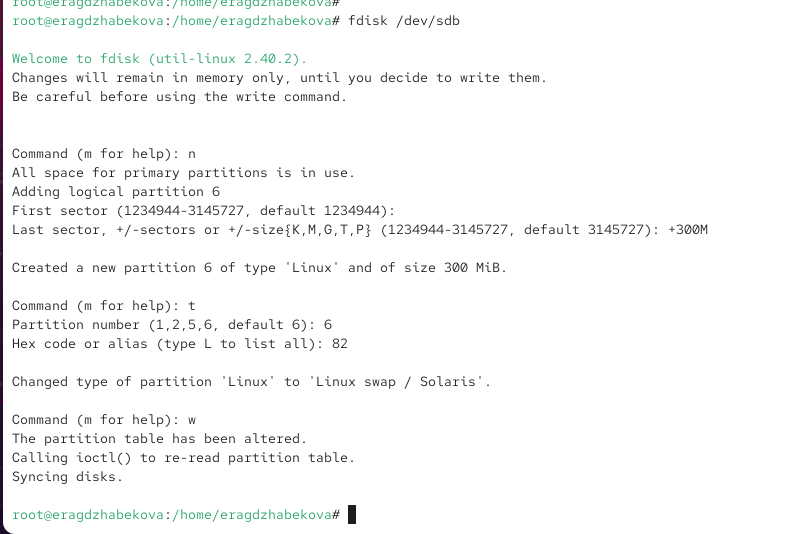 root@eragdzhabekova:/home/eragdzhabekova#
root@eragdzhabekova:/home/eragdzhabekova# fdisk /dev/sdb
Welcome to fdisk (util-linux 2.40.2).
Changes will remain in memory only, until you decide to write them.
Be careful before using the write command.
Command (m for help): n
All space for primary partitions is in use.
Adding logical partition 6
First sector (1234944-3145727, default 1234944):
Last sector, +/-sectors or +/-size{K,M,G,T,P} (1234944-3145727, default 3145727): +300M
Created a new partition 6 of type 'Linux' and of size 300 MiB.
Command (m for help): t
Partition number (1,2,5,6, default 6): 6
Hex code or alias (type L to list all): 82
Changed type of partition 'Linux' to 'Linux swap / Solaris'.
Command (m for help): w
The partition table has been altered.
Calling ioctl() to re-read partition table.
Syncing disks.
root@eragdzhabekova:/home/eragdzhabekova#